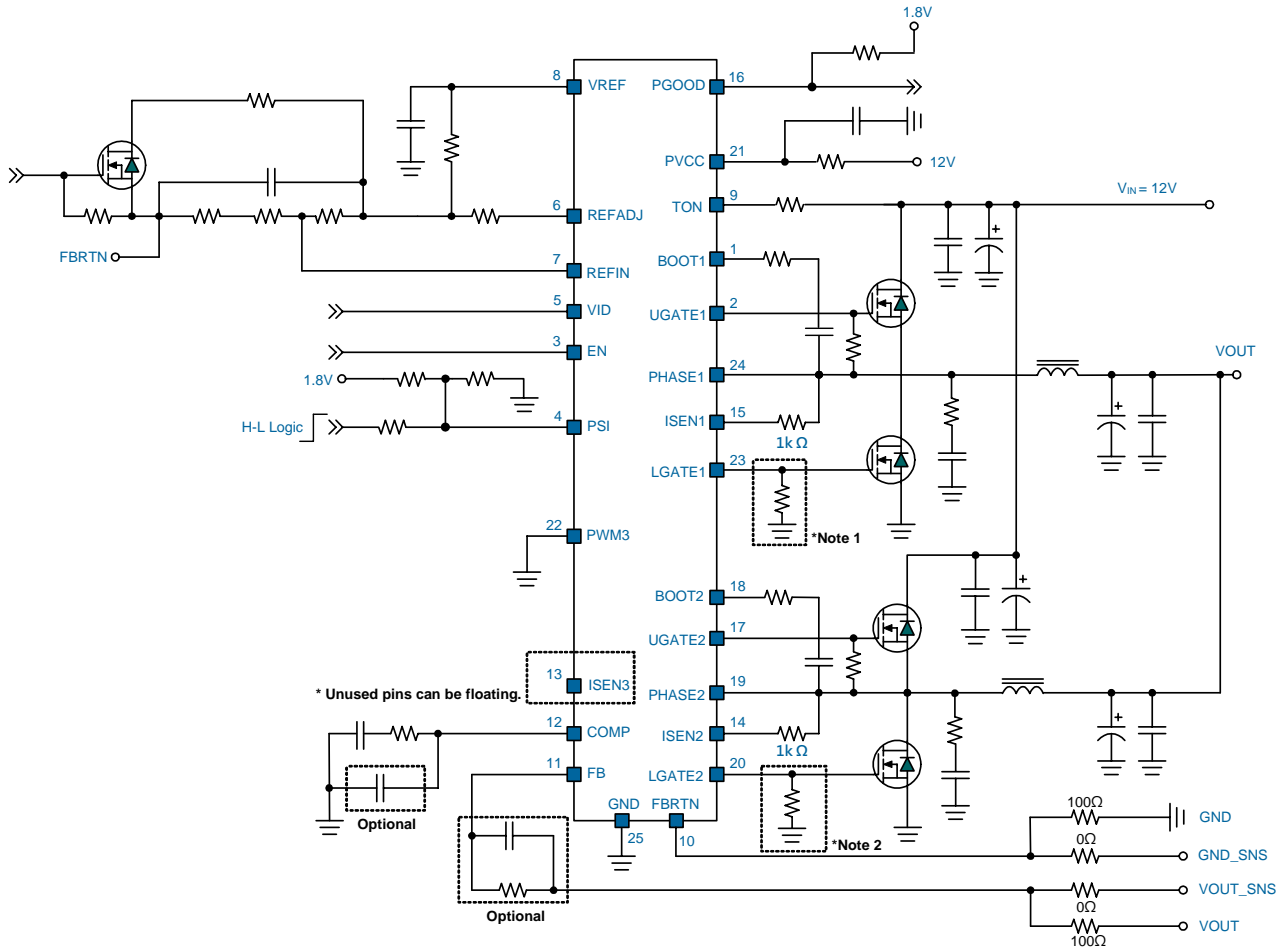 1.8V
8
VREF
PGOOD
16
21
PVCC
12V
9
TON
V_IN = 12V
6
REFADJ
FBRTN
1
BOOT1
7
REFIN
5
VID
2
UGATE1
3
EN
VOUT
1.8V
24
PHASE1
H-L Logic
4
PSI
15
ISEN1
1k Ω
23
LGATE1
*Note 1
22
PWM3
18
BOOT2
17
UGATE2
13
ISEN3
* Unused pins can be floating.
19
PHASE2
12
COMP
14
ISEN2
1k Ω
11
FB
20
LGATE2
Optional
GND
FBRTN
25
10
*Note 2
100Ω
GND
0Ω
GND_SNS
VOUT_SNS
0Ω
Optional
VOUT
100Ω